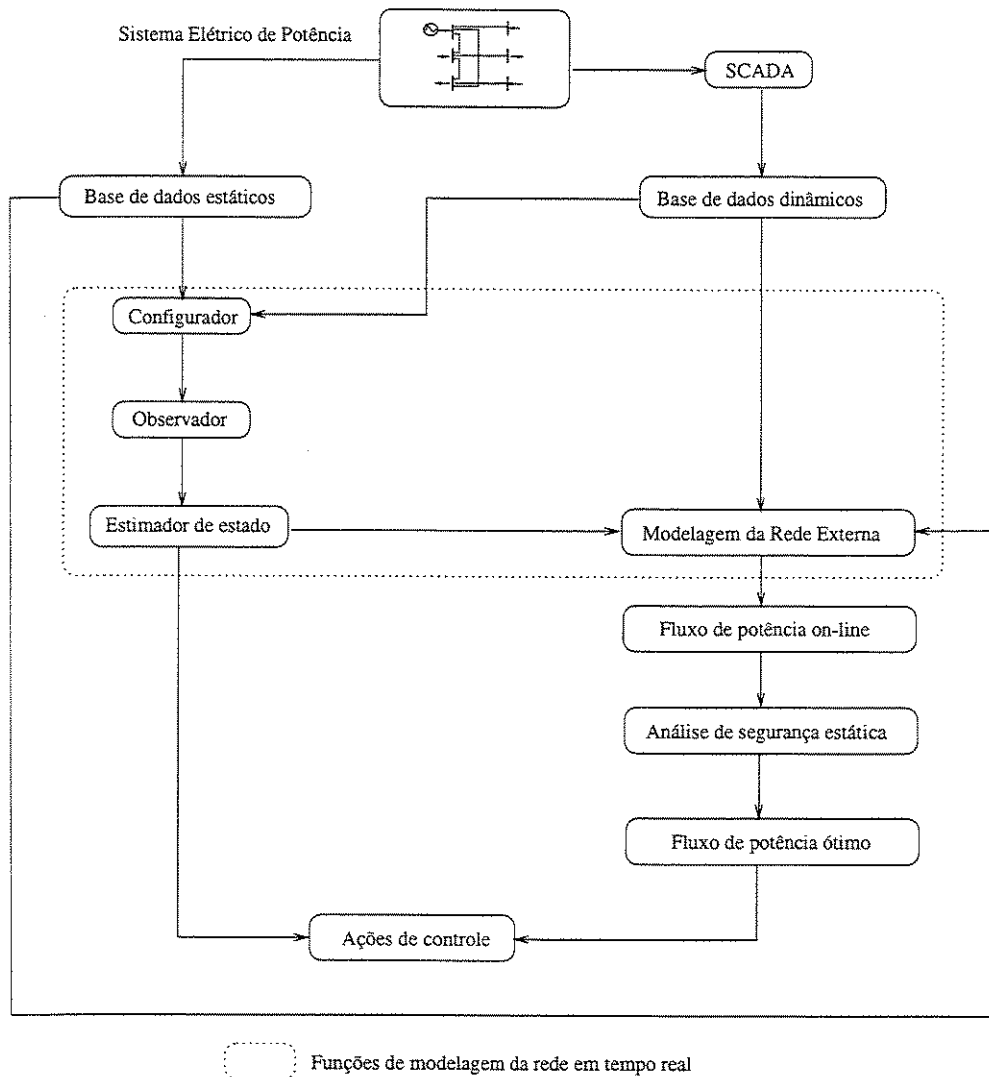 Sistema Elétrico de Potência
SCADA
Base de dados estáticos
Base de dados dinâmicos
Configurador
Observador
Estimador de estado
Modelagem da Rede Externa
Fluxo de potência on-line
Análise de segurança estática
Fluxo de potência ótimo
Ações de controle
Funções de modelagem da rede em tempo real